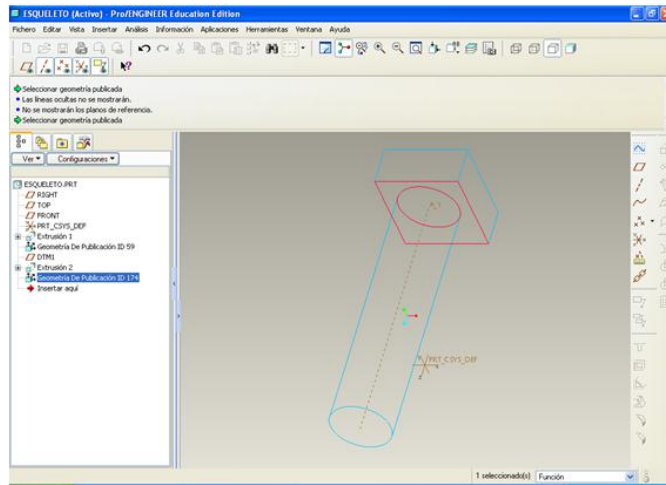 ESQUELETO (Activo) - Pro/ENGINEER Education Edition
Fichero Editar Vista Insertar Análisis Información Aplicaciones Herramientas Ventana Ayuda
Seleccionar geometría publicada
Las líneas ocultas no se mostrarán.
No se mostrarán los planos de referencia.
Seleccionar geometría publicada
Ver Configuraciones
ESQUELETO.PRT
RIGHT
TOP
FRONT
PRT_CSYS_DEF
Extrusión 1
Geometría De Publicación ID 59
DTM1
Extrusión 2
Geometría De Publicación ID 174
Insertar aquí
PRT_CSYS_DEF
1 seleccionado(s) Función